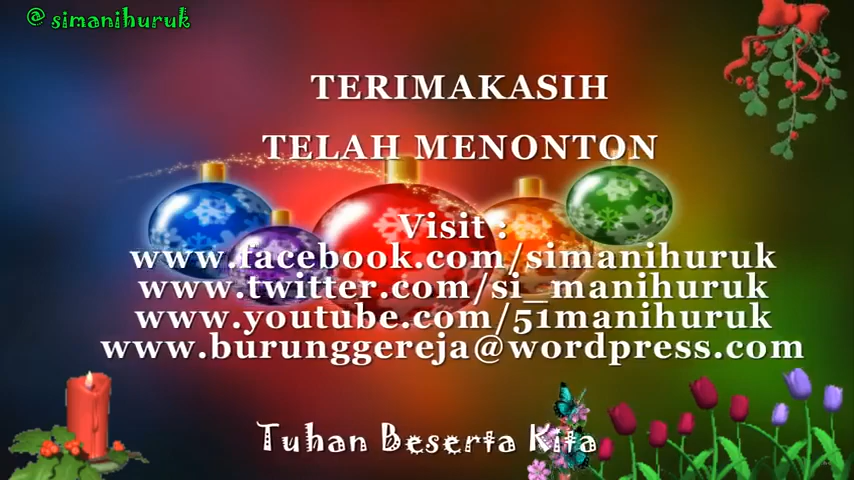 @ simanihuruk
TERIMAKASIH
TELAH MENONTON
Visit :
www.facebook.com/simanihuruk
www.twitter.com/si_manihuruk
www.youtube.com/51manihuruk
www.burunggereja@wordpress.com
Tuhan Beserta Kita